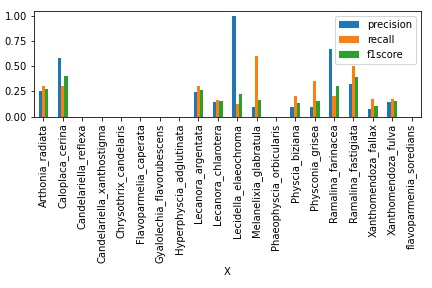 1.00
0.75
0.50
0.25
0.00
precision
recall
f1score
Arthonia_radiata
Caloplaca_cerina
Candelariella_reflexa
Candelariella_xanthostigma
Chrysothrix_candelaris
Flavoparmelia_caperata
Gyalolechia_flavorubescens
Hyperphyscia_adglutinata
Lecanora_argentata
Lecanora_chlarotera
Lecidella_elaeochroma
Melanelixia_glabratula
Phaeophyscia_orbicularis
Physcia_biziana
Physconia_grisea
Ramalina_farinacea
Ramalina_fastigiata
Xanthomendoza_fallax
Xanthomendoza_fulva
flavoparmenia_soredians
X